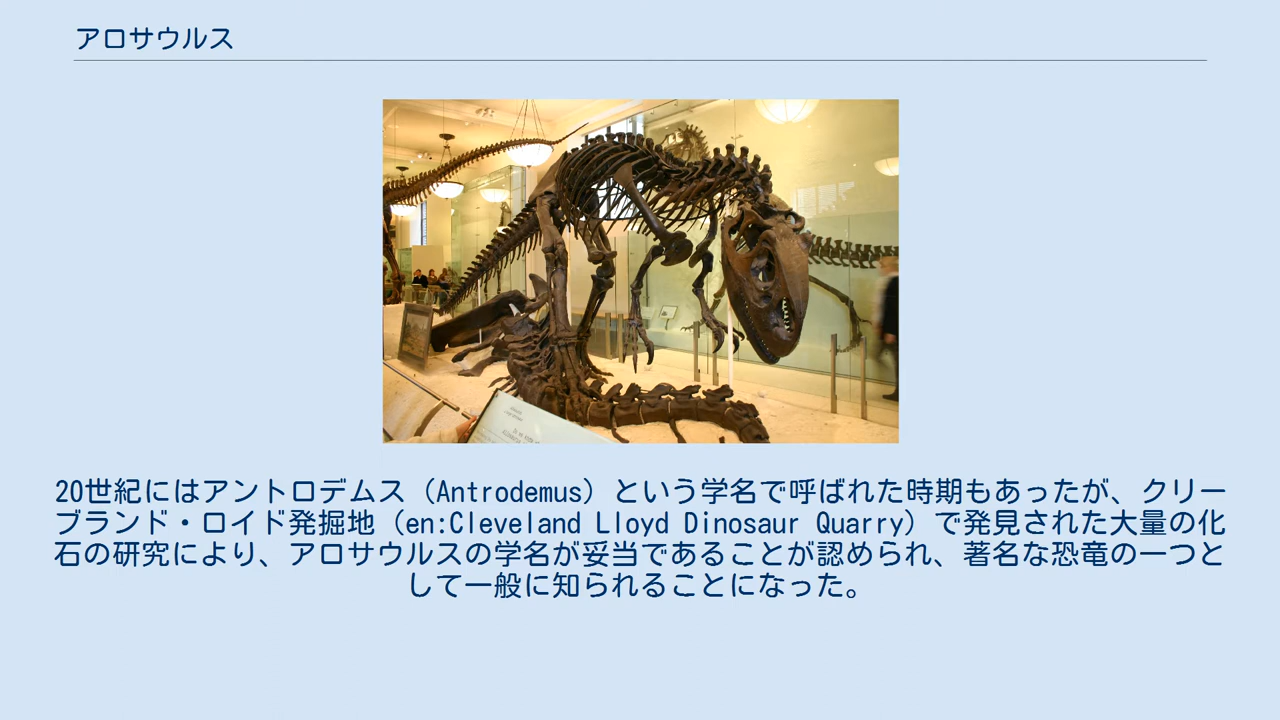 アロサウルス
20世紀にはアントロデムス（Antrodemus）という学名で呼ばれた時期もあったが、クリー
ブランド・ロイド発掘地（en:Cleveland Lloyd Dinosaur Quarry）で発見された大量の化
石の研究により、アロサウルスの学名が妥当であることが認められ、著名な恐竜の一つと
して一般に知られることになった。